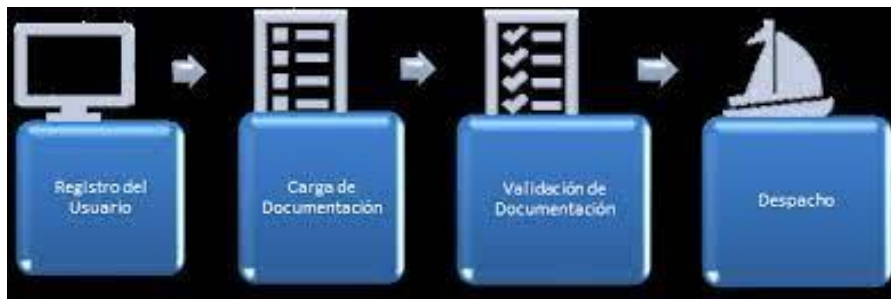 Registro del
Usuario
Carga de
Documentación
Validación de
Documentación
Despacho